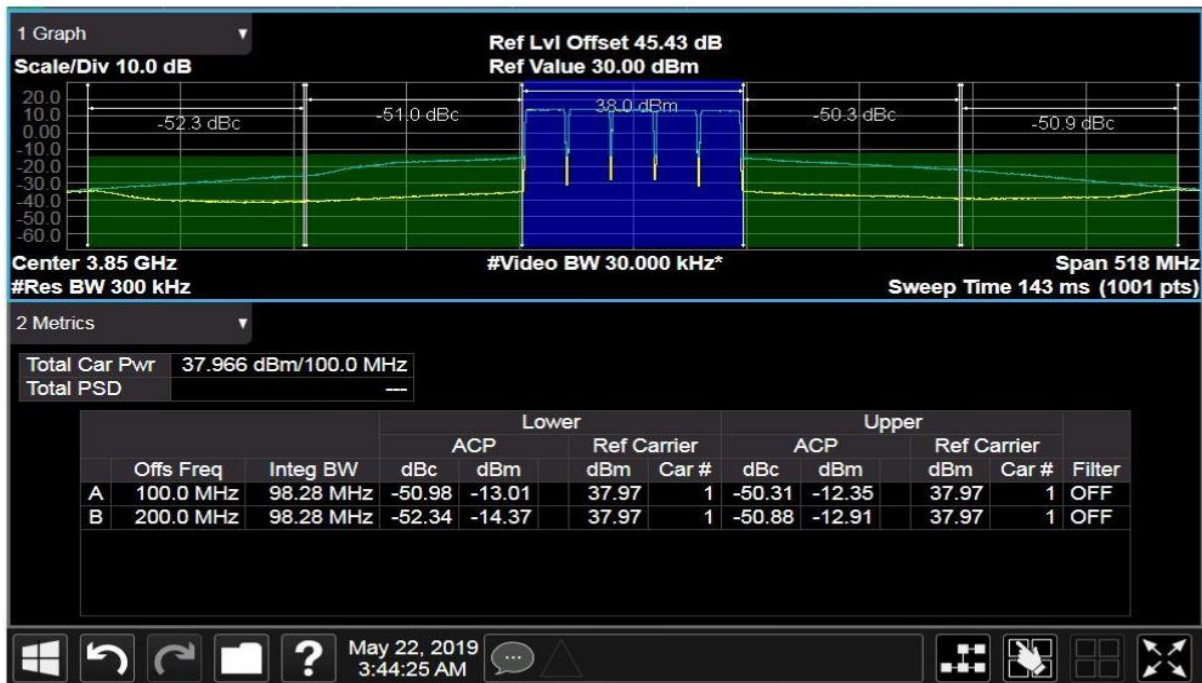 1 Graph
Scale/Div 10.0 dB
Ref Lvl Offset 45.43 dB
Ref Value 30.00 dBm
20.0
10.0
0.00
-10.0
-20.0
-30.0
-40.0
-50.0
-60.0
-52.3 dBc
-51.0 dBc
38.0 dBm
-50.3 dBc
-50.9 dBc
Center 3.85 GHz
#Video BW 30.000 kHz*
Span 518 MHz
#Res BW 300 kHz
Sweep Time 143 ms (1001 pts)
2 Metrics
Total Car Pwr 37.966 dBm/100.0 MHz
Total PSD ---
Lower Upper
ACP Ref Carrier ACP Ref Carrier
Offs Freq Integ BW dBc dBm dBm Car # dBc dBm dBm Car # Filter
A 100.0 MHz 98.28 MHz -50.98 -13.01 37.97 1 -50.31 -12.35 37.97 1 OFF
B 200.0 MHz 98.28 MHz -52.34 -14.37 37.97 1 -50.88 -12.91 37.97 1 OFF
?
May 22, 2019
3:44:25 AM